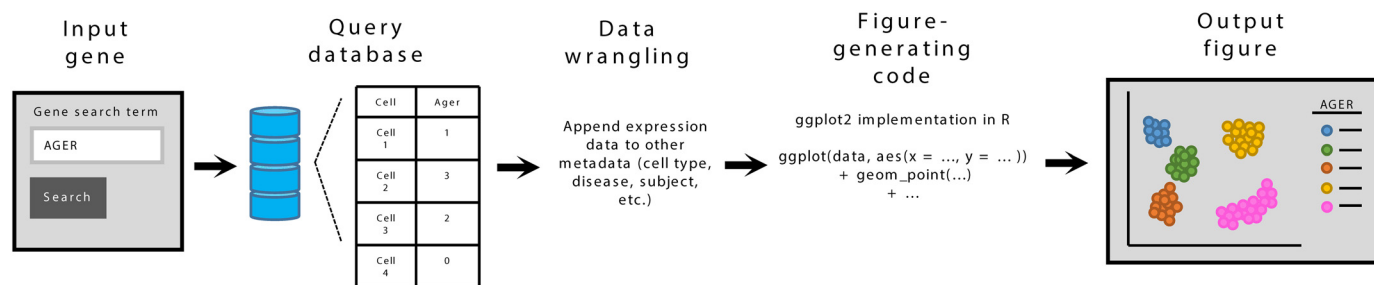 Input
gene
Gene search term
AGER
Search
Query
database
Cell Ager
Cell
1 1
Cell
2 3
Cell
3 2
Cell
4 0
Data
wrangling
Append expression
data to other
metadata (cell type,
disease, subject,
etc.)
Figure-
generating
code
ggplot2 implementation in R
ggplot(data, aes(x = ..., y = ... ))
+ geom_point(...)
+ ...
Output
figure
AGER